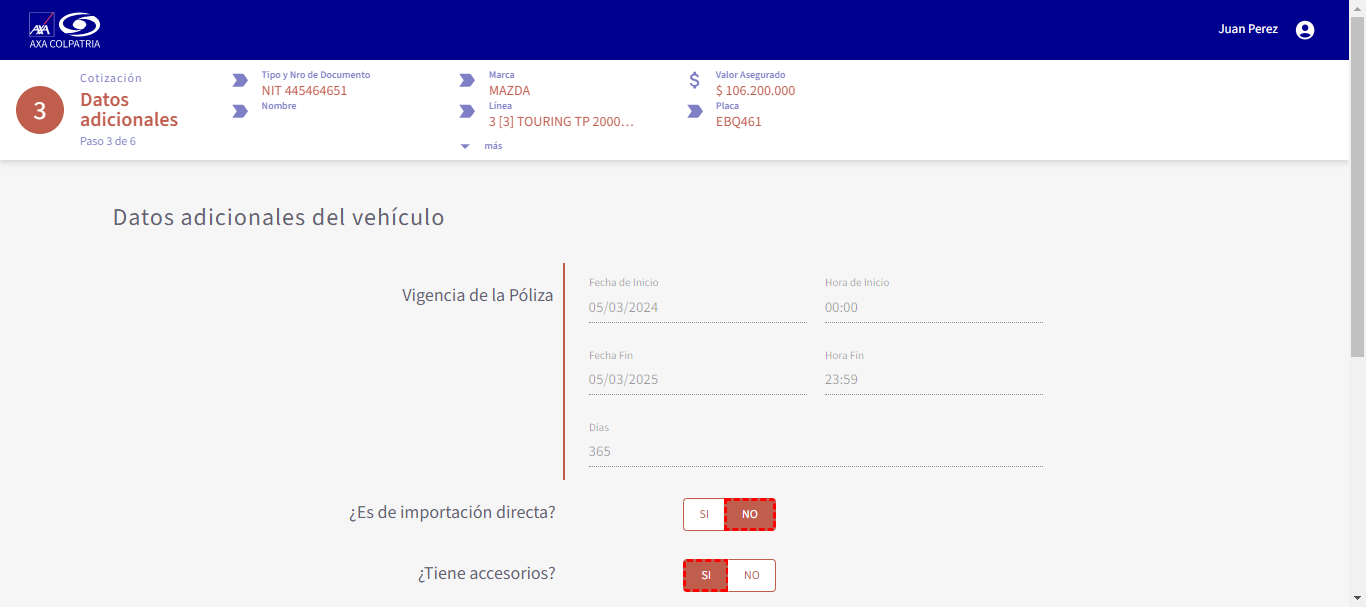 AXA
AXA COLPATRIA
Juan Perez
3
Cotización
Datos
adicionales
Paso 3 de 6
Tipo y Nro de Documento
NIT 445464651
Nombre
Marca
MAZDA
Línea
3 [3] TOURING TP 2000...
más
$
Valor Asegurado
$ 106.200.000
Placa
EBQ461
Datos adicionales del vehículo
Vigencia de la Póliza
Fecha de Inicio
05/03/2024
Hora de Inicio
00:00
Fecha Fin
05/03/2025
Hora Fin
23:59
Días
365
¿Es de importación directa?
SI NO
¿Tiene accesorios?
SI NO